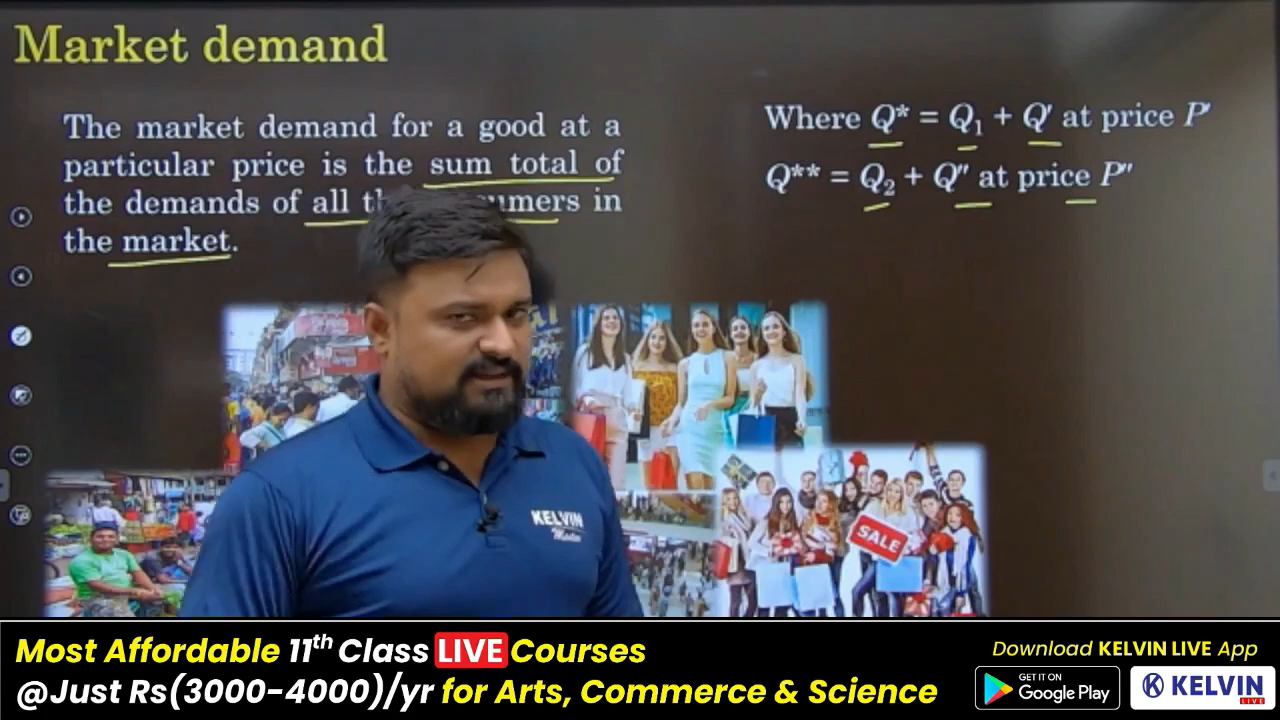 Market demand
The market demand for a good at a
particular price is the sum total of
the demands of all
in
the market.
Where Q* = Q₁ + Q' at price P'
Q** = Q₂ + Q" at price P"
SALE
KELVIN
Most Affordable 11th Class LIVE Courses
@Just Rs(3000-4000)/yr for Arts, Commerce & Science
Download KELVIN LIVE App
GET IT ON
Google Play
KELVIN
LIVE